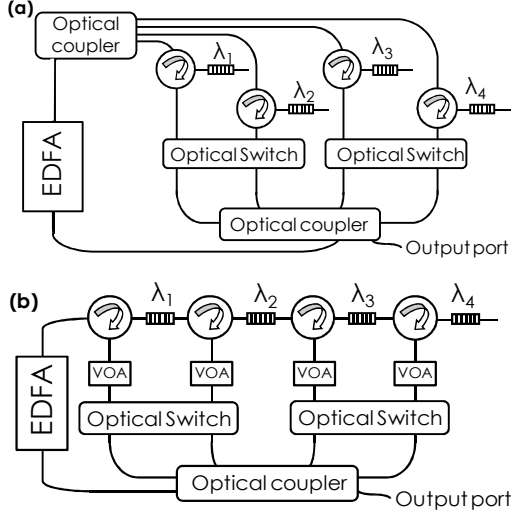 (a)
Optical
coupler
λ1
λ2
λ3
λ4
EDFA
Optical Switch
Optical Switch
Optical coupler
Output port
(b)
λ1
λ2
λ3
λ4
VOA
VOA
VOA
VOA
EDFA
Optical Switch
Optical Switch
Optical coupler
Output port